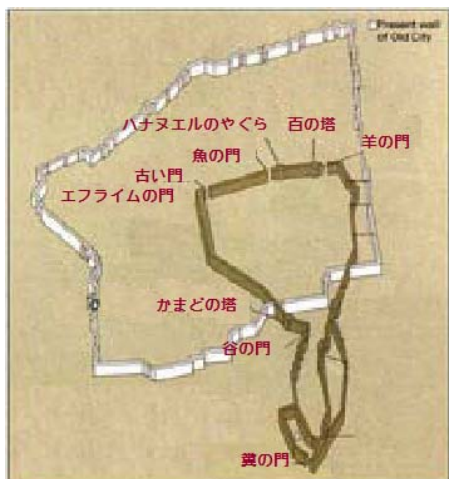 Present wall
of Old City
ハナヌエルのやぐら
百の塔
羊の門
魚の門
古い門
エフライムの門
かまどの塔
谷の門
糞の門